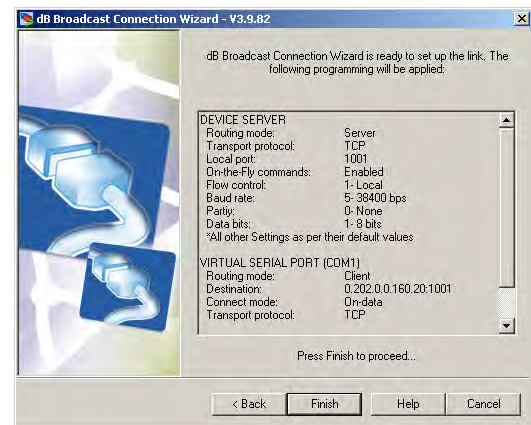 dB Broadcast Connection Wizard - V3.9.82
dB Broadcast Connection Wizard is ready to set up the link. The
following programming will be applied:
DEVICE SERVER
Routing mode: Server
Transport protocol: TCP
Local port: 1001
On-the-Fly commands: Enabled
Flow control: 1- Local
Baud rate: 5- 38400 bps
Partiy: 0- None
Data bits: 1- 8 bits
*All other Settings as per their default values
VIRTUAL SERIAL PORT (COM1)
Routing mode: Client
Destination: 0.202.0.0.160.20:1001
Connect mode: On-data
Transport protocol: TCP
Press Finish to proceed...
< Back Finish Help Cancel